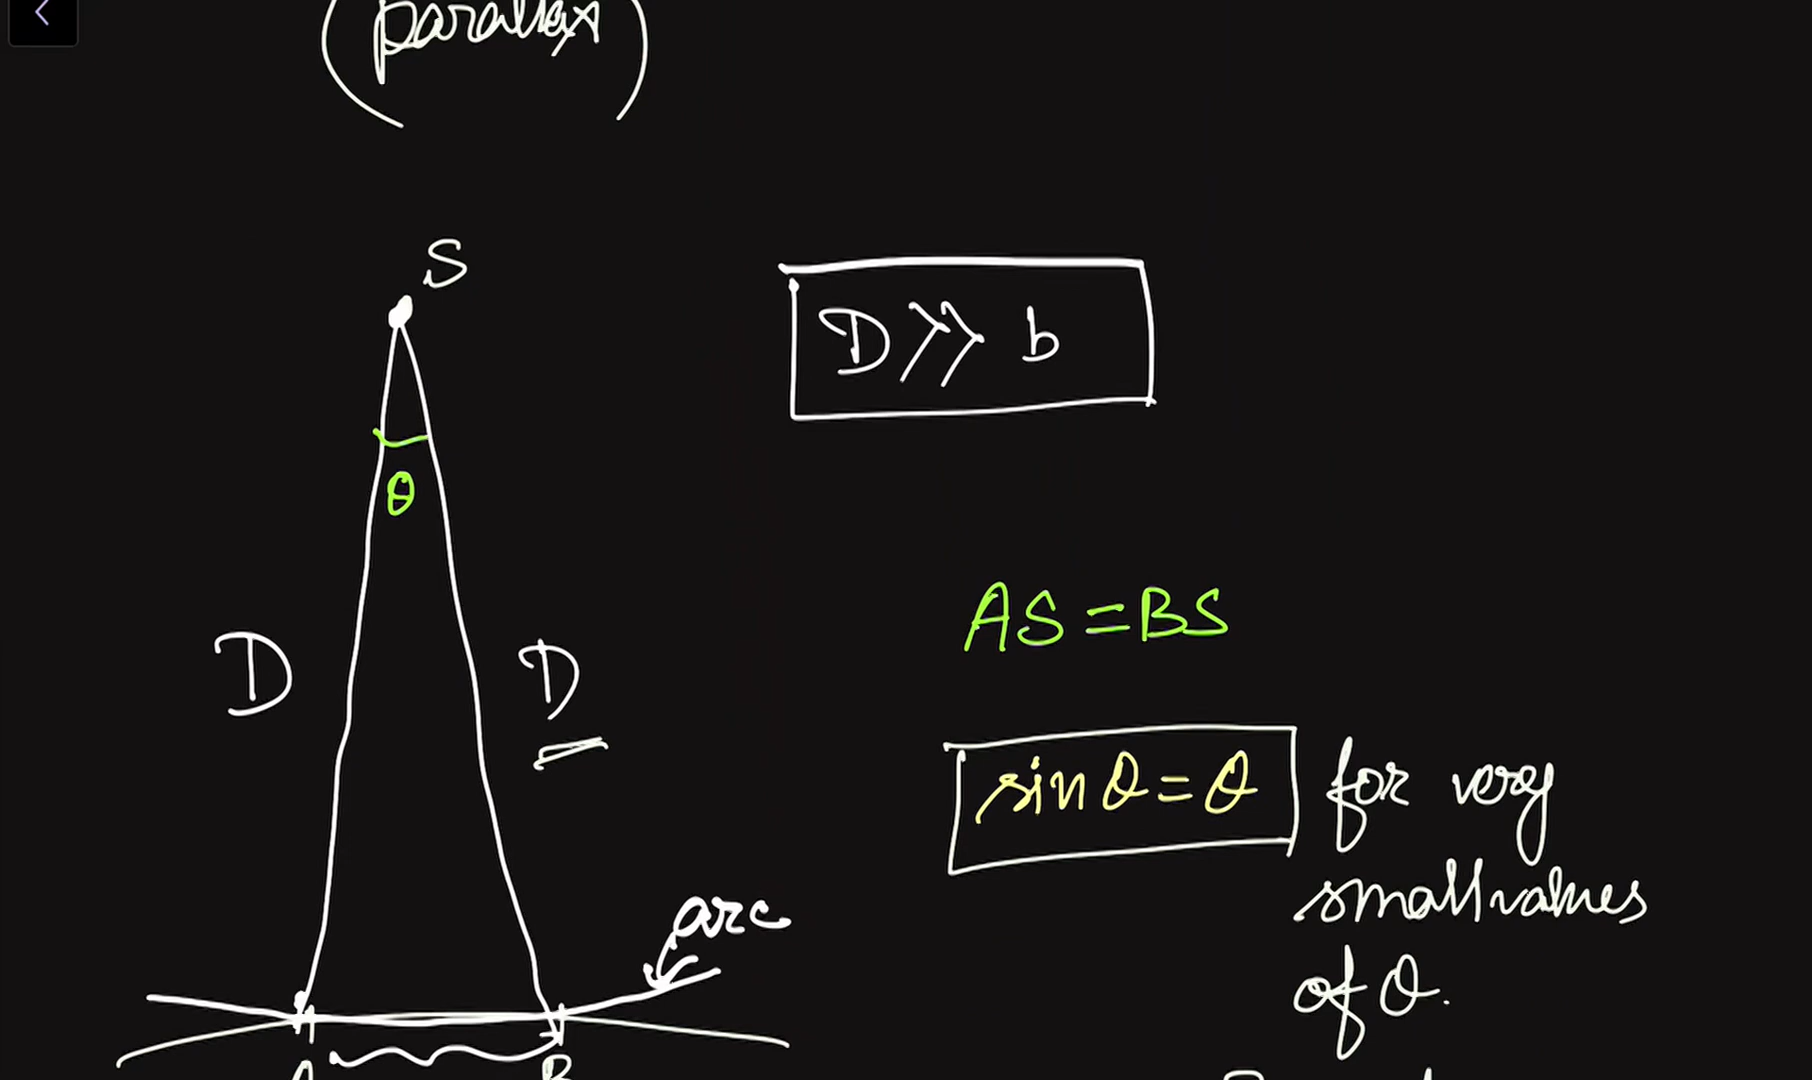 (parallax)
S
D >> b
θ
AS = BS
D
D
sin θ = θ
for very
small values
of θ.
arc
A
B